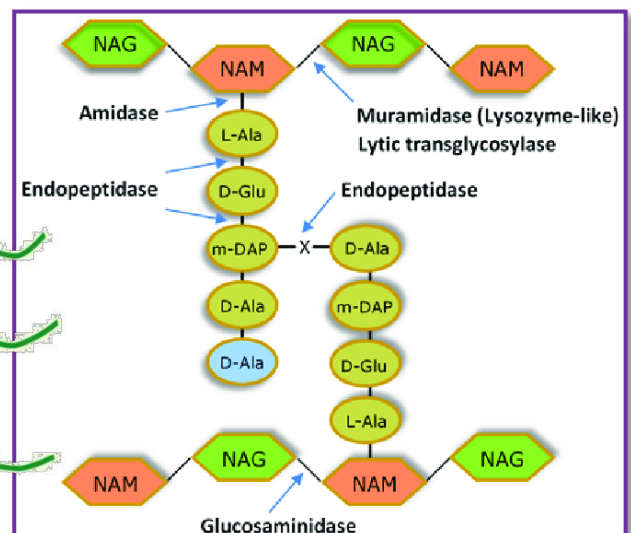 NAG
NAM
NAG
NAM
Amidase
Muramidase (Lysozyme-like)
Lytic transglycosylase
L-Ala
Endopeptidase
D-Glu
Endopeptidase
m-DAP
X
D-Ala
D-Ala
m-DAP
D-Ala
D-Glu
L-Ala
NAM
NAG
NAM
NAG
Glucosaminidase